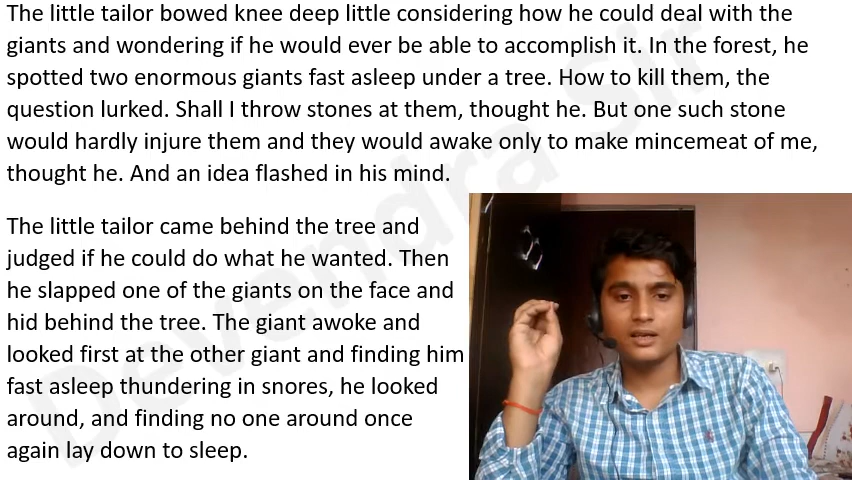 The little tailor bowed knee deep little considering how he could deal with the
giants and wondering if he would ever be able to accomplish it. In the forest, he
spotted two enormous giants fast asleep under a tree. How to kill them, the
question lurked. Shall I throw stones at them, thought he. But one such stone
would hardly injure them and they would awake only to make mincemeat of me,
thought he. And an idea flashed in his mind.
The little tailor came behind the tree and
judged if he could do what he wanted. Then
he slapped one of the giants on the face and
hid behind the tree. The giant awoke and
looked first at the other giant and finding him
fast asleep thundering in snores, he looked
around, and finding no one around once
again lay down to sleep.
Devendra Sir